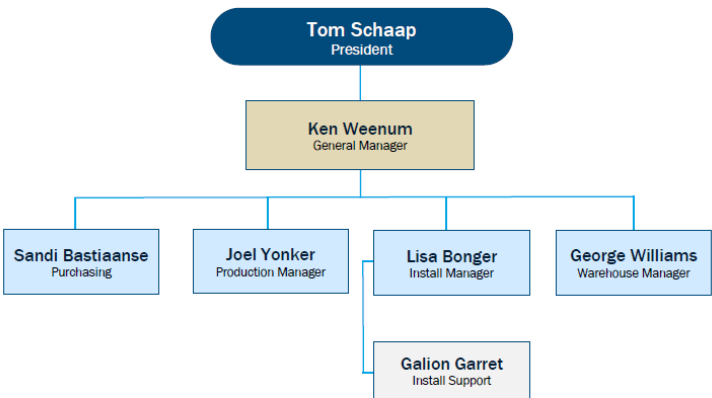 Tom Schaap
President
Ken Weenum
General Manager
Sandi Bastiaanse
Purchasing
Joel Yonker
Production Manager
Lisa Bonger
Install Manager
George Williams
Warehouse Manager
Galion Garret
Install Support